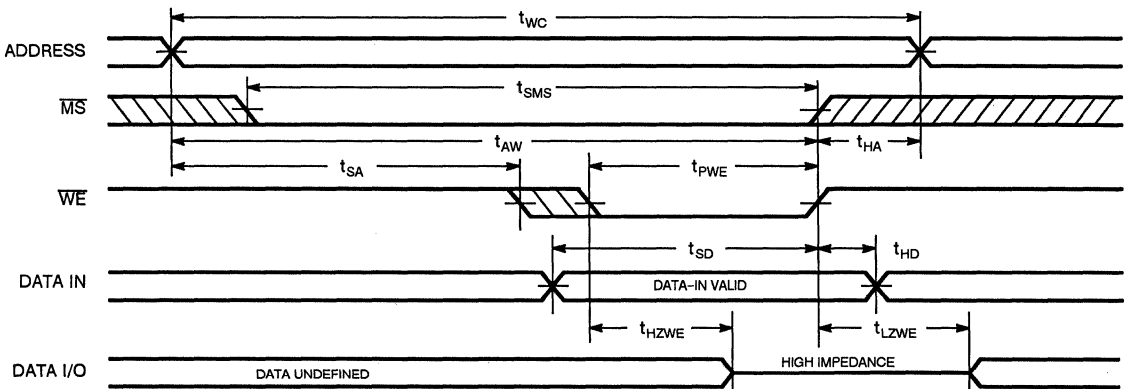 tWC
ADDRESS
MS
tSMS
tAW
tHA
tSA
tPWE
WE
tSD
tHD
DATA IN
DATA-IN VALID
tHZWE
tLZWE
DATA I/O
DATA UNDEFINED
HIGH IMPEDANCE